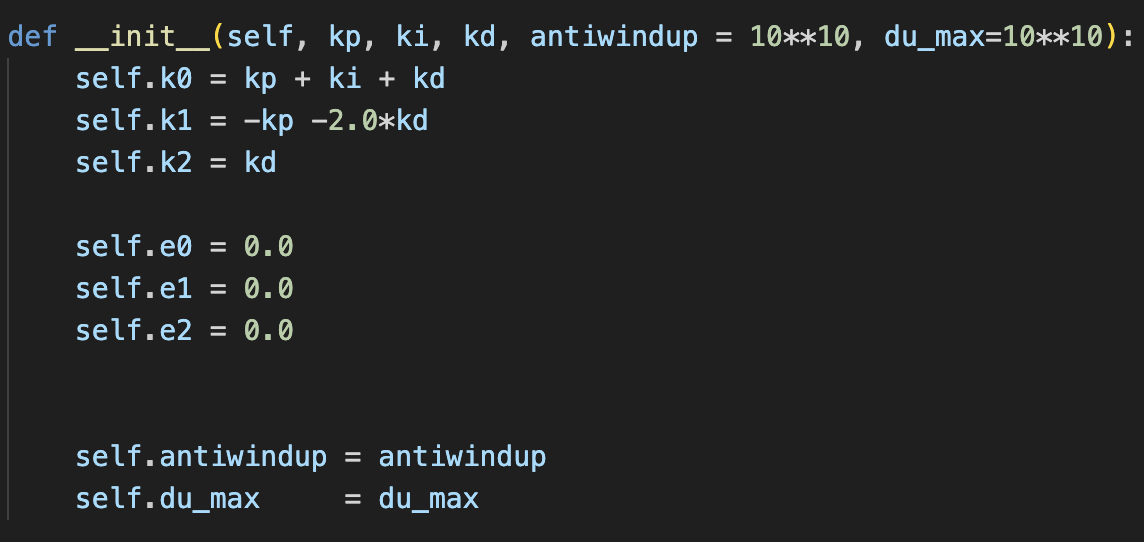 def __init__(self, kp, ki, kd, antiwindup = 10**10, du_max=10**10):
self.k0 = kp + ki + kd
self.k1 = -kp -2.0*kd
self.k2 = kd
self.e0 = 0.0
self.e1 = 0.0
self.e2 = 0.0
self.antiwindup = antiwindup
self.du_max     = du_max